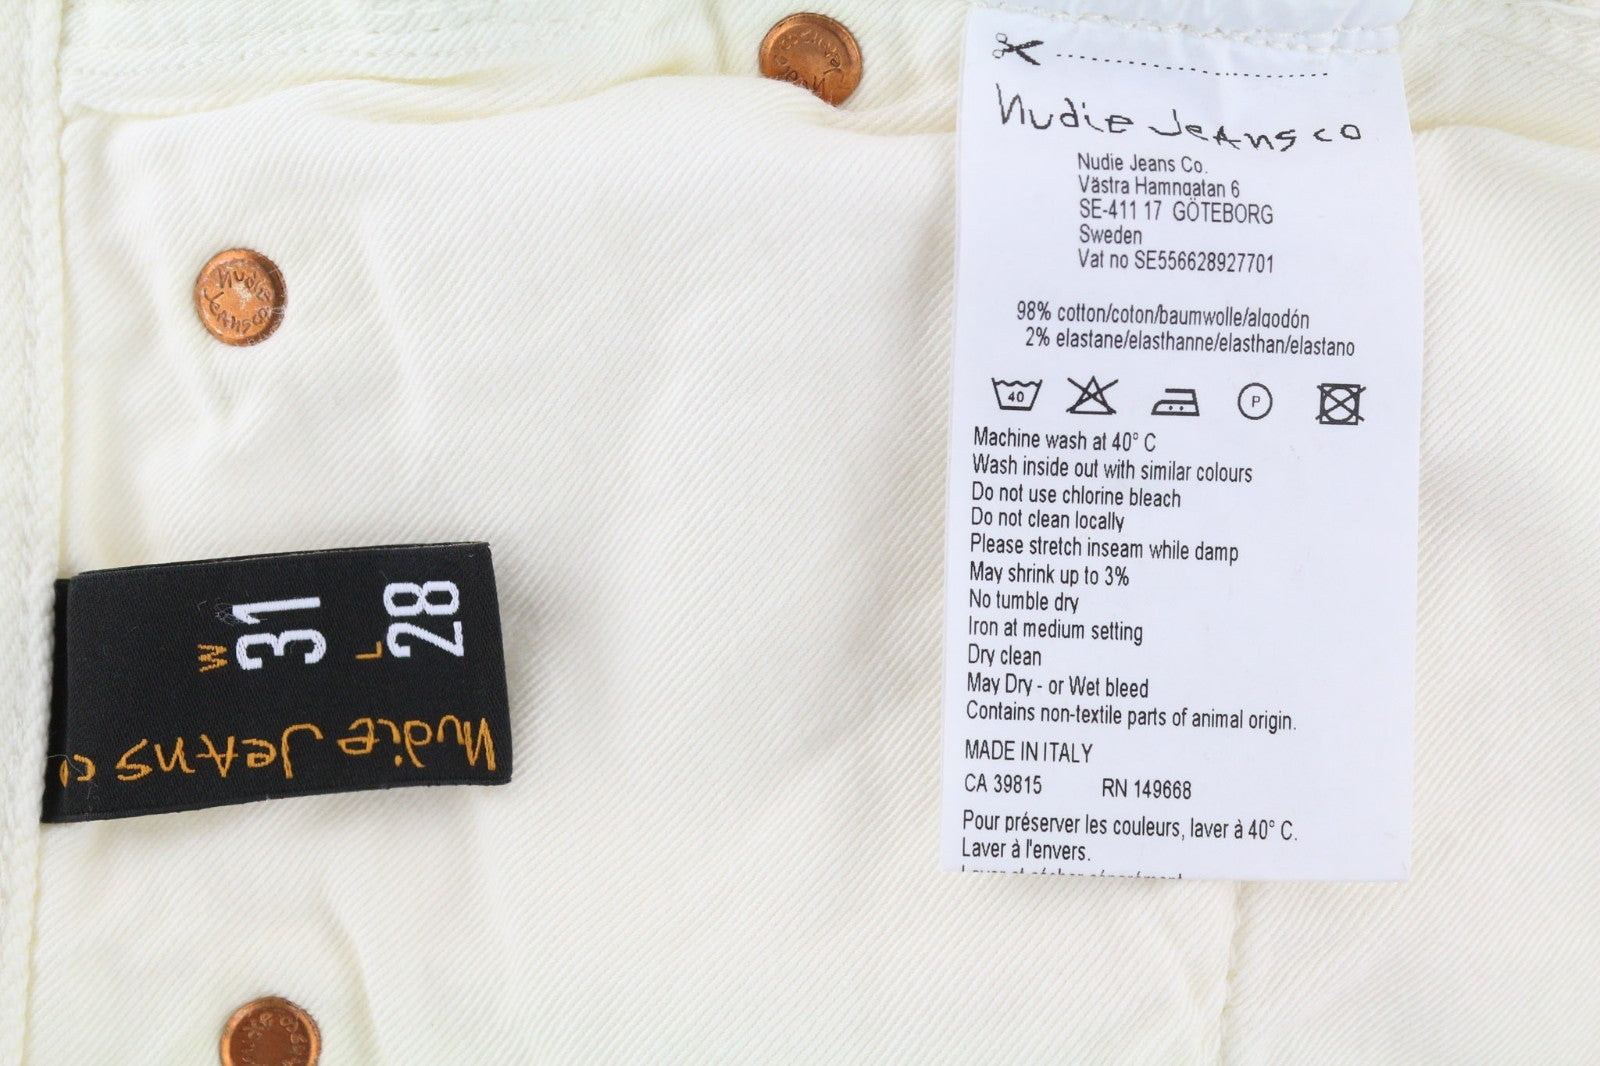 Nudie Jeans co
Nudie Jeans Co.
Västra Hamngatan 6
SE-411 17 GÖTEBORG
Sweden
Vat no SE556628927701
98% cotton/coton/baumwolle/algodón
2% elastane/elasthanne/elasthan/elastano
40
P
Machine wash at 40° C
Wash inside out with similar colours
Do not use chlorine bleach
Do not clean locally
Please stretch inseam while damp
May shrink up to 3%
No tumble dry
Iron at medium setting
Dry clean
May Dry - or Wet bleed
Contains non-textile parts of animal origin.
MADE IN ITALY
CA 39815 RN 149668
Pour préserver les couleurs, laver à 40° C.
Laver à l'envers.
W
31
L
28
Nudie Jeans c
Nudie
Jeans co